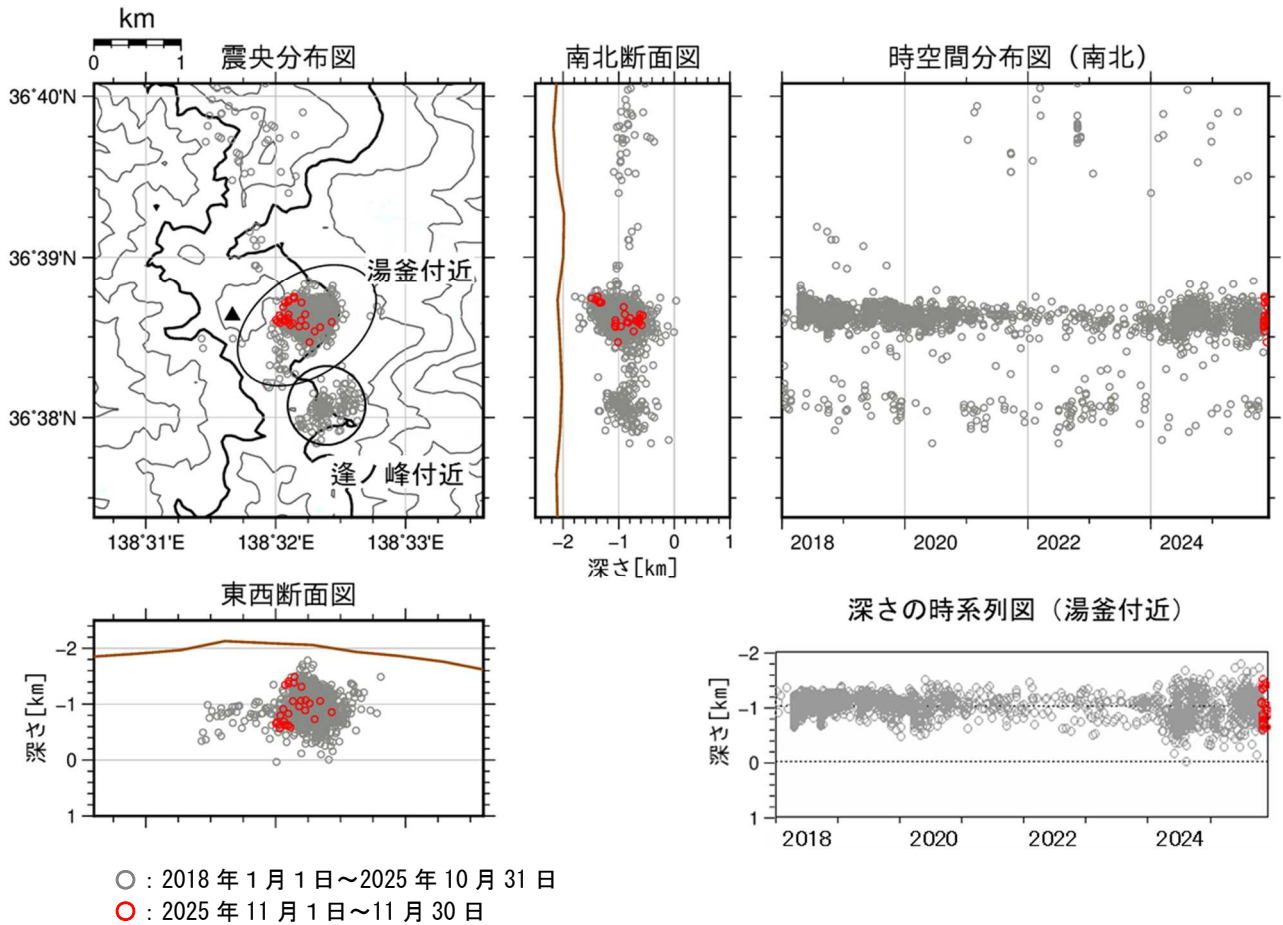 km
0 1
震央分布図
36°40'N
36°39'N
36°38'N
湯釜付近
逢ノ峰付近
138°31'E 138°32'E 138°33'E
南北断面図
-2 -1 0 1
深さ[km]
時空間分布図（南北）
2018 2020 2022 2024
東西断面図
深さ[km]
-2
-1
0
1
深さの時系列図（湯釜付近）
深さ[km]
-2
-1
0
1
2018 2020 2022 2024
○：2018年1月1日～2025年10月31日
○：2025年11月1日～11月30日